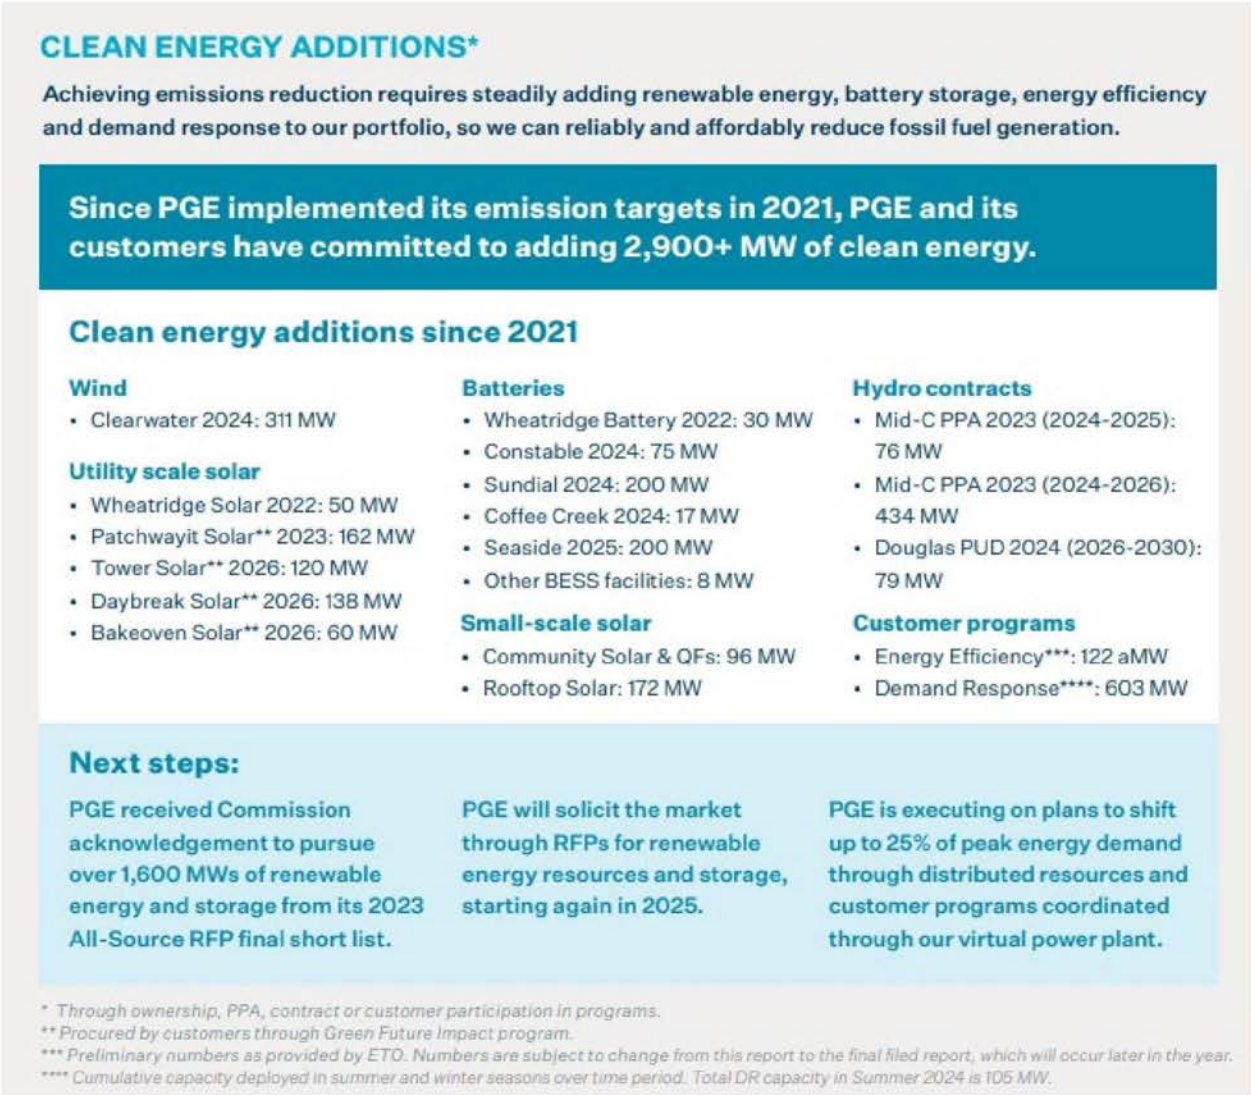 CLEAN ENERGY ADDITIONS*
Achieving emissions reduction requires steadily adding renewable energy, battery storage, energy efficiency
and demand response to our portfolio, so we can reliably and affordably reduce fossil fuel generation.
Since PGE implemented its emission targets in 2021, PGE and its
customers have committed to adding 2,900+ MW of clean energy.
Clean energy additions since 2021
Wind
• Clearwater 2024: 311 MW
Utility scale solar
• Wheatridge Solar 2022: 50 MW
• Patchwayit Solar** 2023: 162 MW
• Tower Solar** 2026: 120 MW
• Daybreak Solar** 2026: 138 MW
• Bakeoven Solar** 2026: 60 MW
Batteries
• Wheatridge Battery 2022: 30 MW
• Constable 2024: 75 MW
• Sundial 2024: 200 MW
• Coffee Creek 2024: 17 MW
• Seaside 2025: 200 MW
• Other BESS facilities: 8 MW
Small-scale solar
• Community Solar & QFs: 96 MW
• Rooftop Solar: 172 MW
Hydro contracts
• Mid-C PPA 2023 (2024-2025):
76 MW
• Mid-C PPA 2023 (2024-2026):
434 MW
• Douglas PUD 2024 (2026-2030):
79 MW
Customer programs
• Energy Efficiency***: 122 aMW
• Demand Response****: 603 MW
Next steps:
PGE received Commission
acknowledgement to pursue
over 1,600 MWs of renewable
energy and storage from its 2023
All-Source RFP final short list.
PGE will solicit the market
through RFPs for renewable
energy resources and storage,
starting again in 2025.
PGE is executing on plans to shift
up to 25% of peak energy demand
through distributed resources and
customer programs coordinated
through our virtual power plant.
* Through ownership, PPA, contract or customer participation in programs.
** Procured by customers through Green Future Impact program.
*** Preliminary numbers as provided by ETO. Numbers are subject to change from this report to the final filed report, which will occur later in the year.
**** Cumulative capacity deployed in summer and winter seasons over time period. Total DR capacity in Summer 2024 is 105 MW.